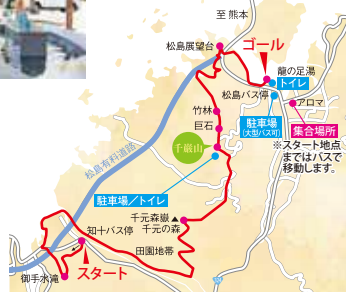 至 熊本
松島展望台
ゴール
龍の足湯
トイレ
松島バス停
アロマ
竹林
駐車場
(大型バス可)
集合場所
巨石
※スタート地点
まではバスで
移動します。
千巌山
松島有料道路
駐車場／トイレ
千元森嶽▲
千元の森
知十バス停
田園地帯
スタート
御手水滝